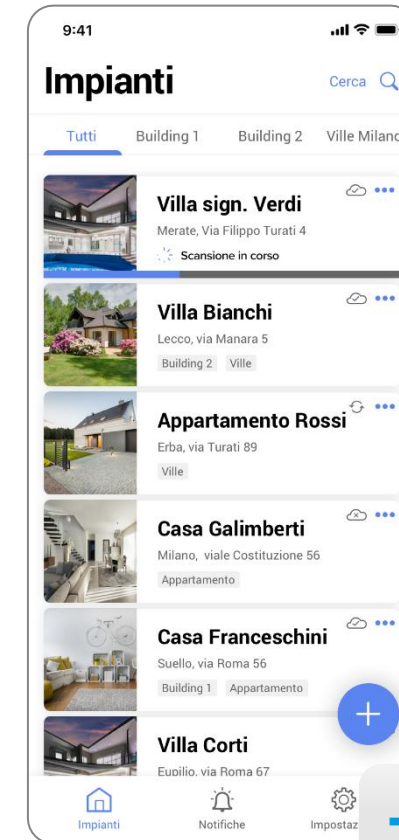 9:41
Impianti
Cerca
Tutti Building 1 Building 2 Ville Milano
Villa sign. Verdi
Merate, Via Filippo Turati 4
Scansione in corso
Villa Bianchi
Lecco, via Manara 5
Building 2 Ville
Appartamento Rossi
Erba, via Turati 89
Ville
Casa Galimberti
Milano, viale Costituzione 56
Appartamento
Casa Franceschini
Suello, via Roma 56
Building 1 Appartamento
Villa Corti
Eupilio, via Roma 67
Impianti Notifiche Impostaz